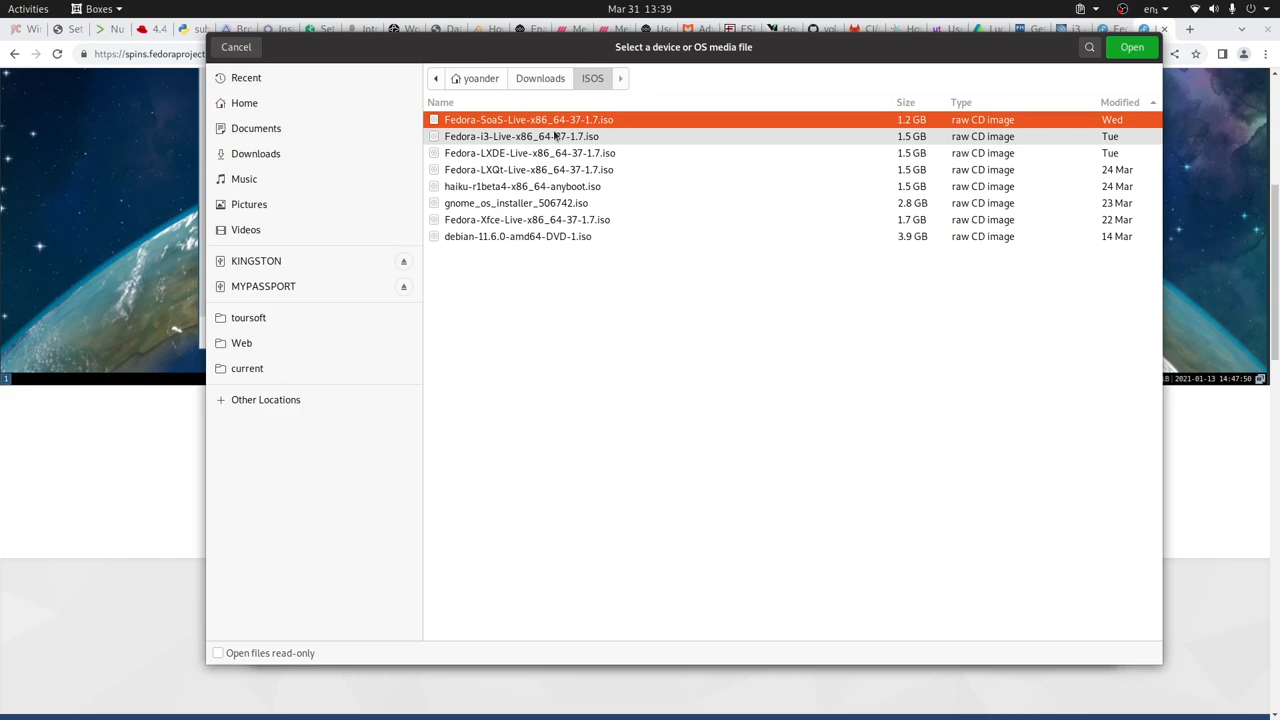 Activities Boxes Mar 31 13:39 en
https://spins.fedoraproject
Cancel Select a device or OS media file Open
Recent
Home
Documents
Downloads
Music
Pictures
Videos
KINGSTON
MYPASSPORT
toursoft
Web
current
Other Locations
yoander Downloads ISOS
Name Size Type Modified
Fedora-SoaS-Live-x86_64-37-1.7.iso 1.2 GB raw CD image Wed
Fedora-i3-Live-x86_64-37-1.7.iso 1.5 GB raw CD image Tue
Fedora-LXDE-Live-x86_64-37-1.7.iso 1.5 GB raw CD image Tue
Fedora-LXQt-Live-x86_64-37-1.7.iso 1.5 GB raw CD image 24 Mar
haiku-r1beta4-x86_64-anyboot.iso 1.5 GB raw CD image 24 Mar
gnome_os_installer_506742.iso 2.8 GB raw CD image 23 Mar
Fedora-Xfce-Live-x86_64-37-1.7.iso 1.7 GB raw CD image 22 Mar
debian-11.6.0-amd64-DVD-1.iso 3.9 GB raw CD image 14 Mar
1 2021-01-13 14:47:50
Open files read-only